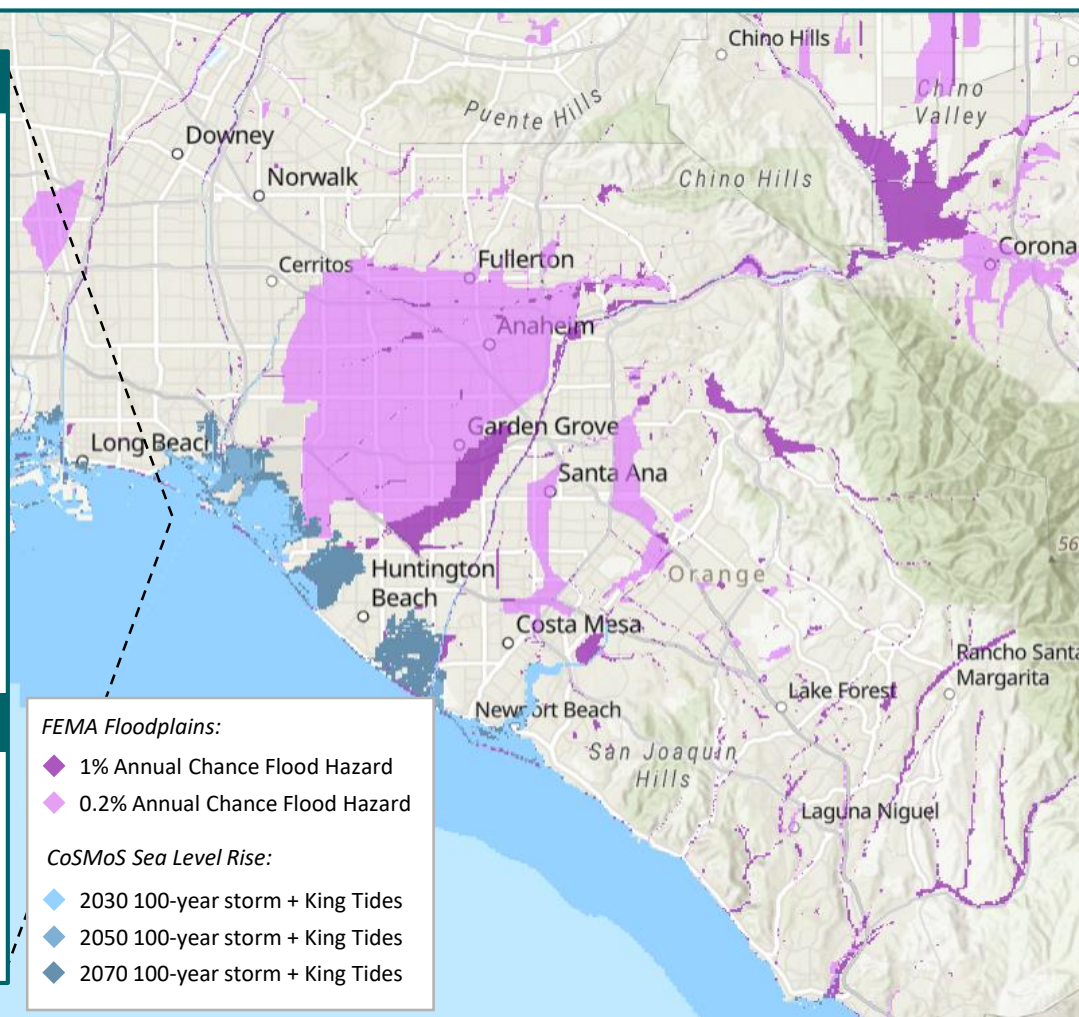 Chino Hills
Chino
Valley
Puente Hills
Downey
Norwalk
Chino Hills
Cerritos
Fullerton
Corona
Anaheim
Long Beac
Garden Grove
Santa Ana
56
Huntington
Beach
Orange
Costa Mesa
Rancho Santa
Margarita
Lake Forest
Newport Beach
San Joaquin
Hills
Laguna Niguel
FEMA Floodplains:
1% Annual Chance Flood Hazard
0.2% Annual Chance Flood Hazard
CoSMoS Sea Level Rise:
2030 100-year storm + King Tides
2050 100-year storm + King Tides
2070 100-year storm + King Tides